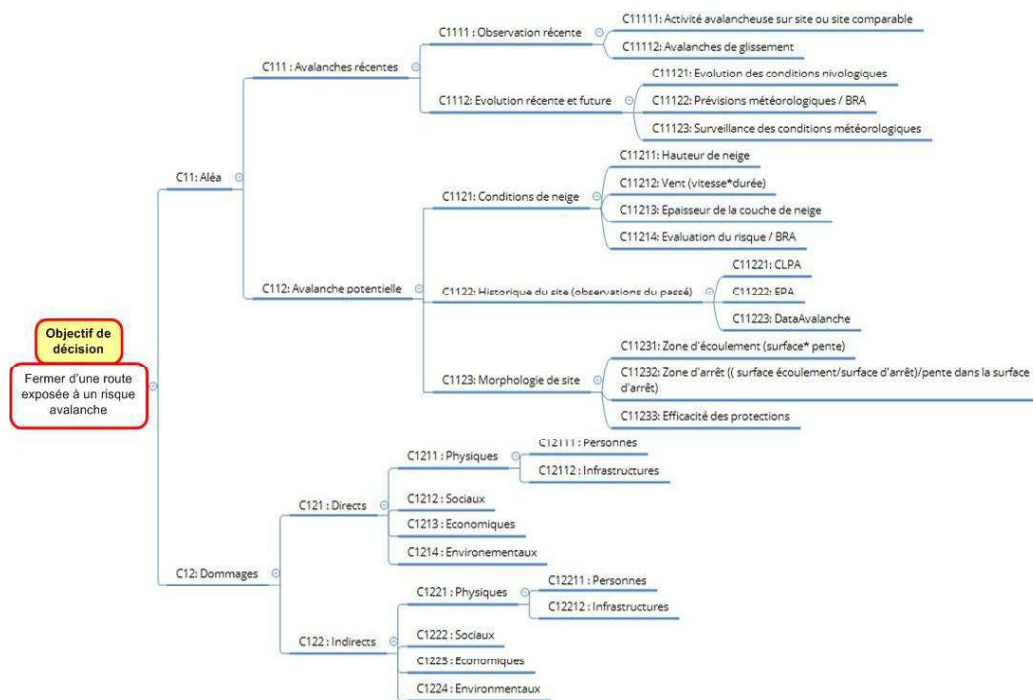 C11111: Activité avalancheuse sur site ou site comparable
C1111 : Observation récente
C11112: Avalanches de glissement
C111 : Avalanches récentes
C11121: Evolution des conditions nivologiques
C1112: Evolution récente et future
C11122: Prévisions météorologiques / BRA
C11123: Surveillance des conditions météorologiques
C11: Aléa
C11211: Hauteur de neige
C11212: Vent (vitesse*durée)
C1121: Conditions de neige
C11213: Epaisseur de la couche de neige
C11214: Evaluation du risque / BRA
C112: Avalanche potentielle
C11221: CLPA
C1122: Historique du site (observations du passé)
C11222: EPA
C11223: DataAvalanche
C11231: Zone d'écoulement (surface* pente)
C1123: Morphologie de site
C11232: Zone d'arrêt (( surface écoulement/surface d'arrêt)/pente dans la surface
d'arrêt)
C11233: Efficacité des protections
Objectif de
décision
Fermer d'une route
exposée à un risque
avalanche
C12111 : Personnes
C1211 : Physiques
C12112 : Infrastructures
C121 : Directs
C1212 : Sociaux
C1213 : Economiques
C1214 : Environementaux
C12: Dommages
C12211 : Personnes
C1221 : Physiques
C12212 : Infrastructures
C122 : Indirects
C1222 : Sociaux
C1223 : Economiques
C1224 : Environmentaux